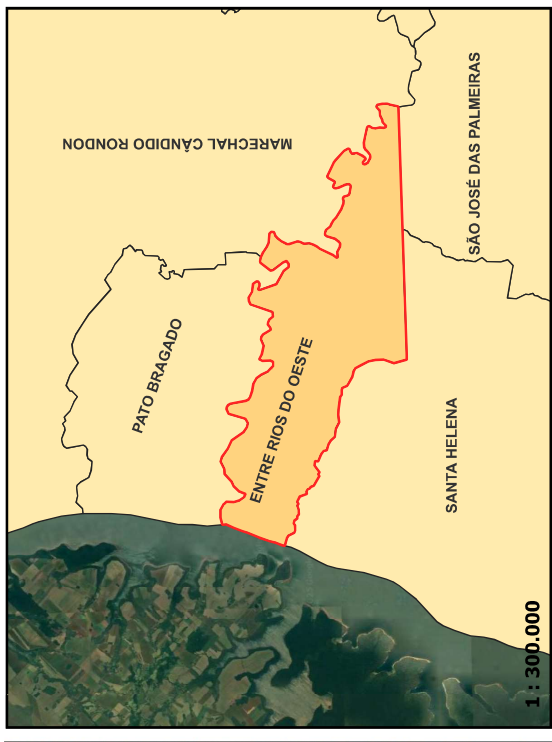 MARECHAL CÂNDIDO RONDON
SÃO JOSÉ DAS PALMEIRAS
PATO BRAGADO
ENTRE RIOS DO OESTE
SANTA HELENA
1 : 300.000